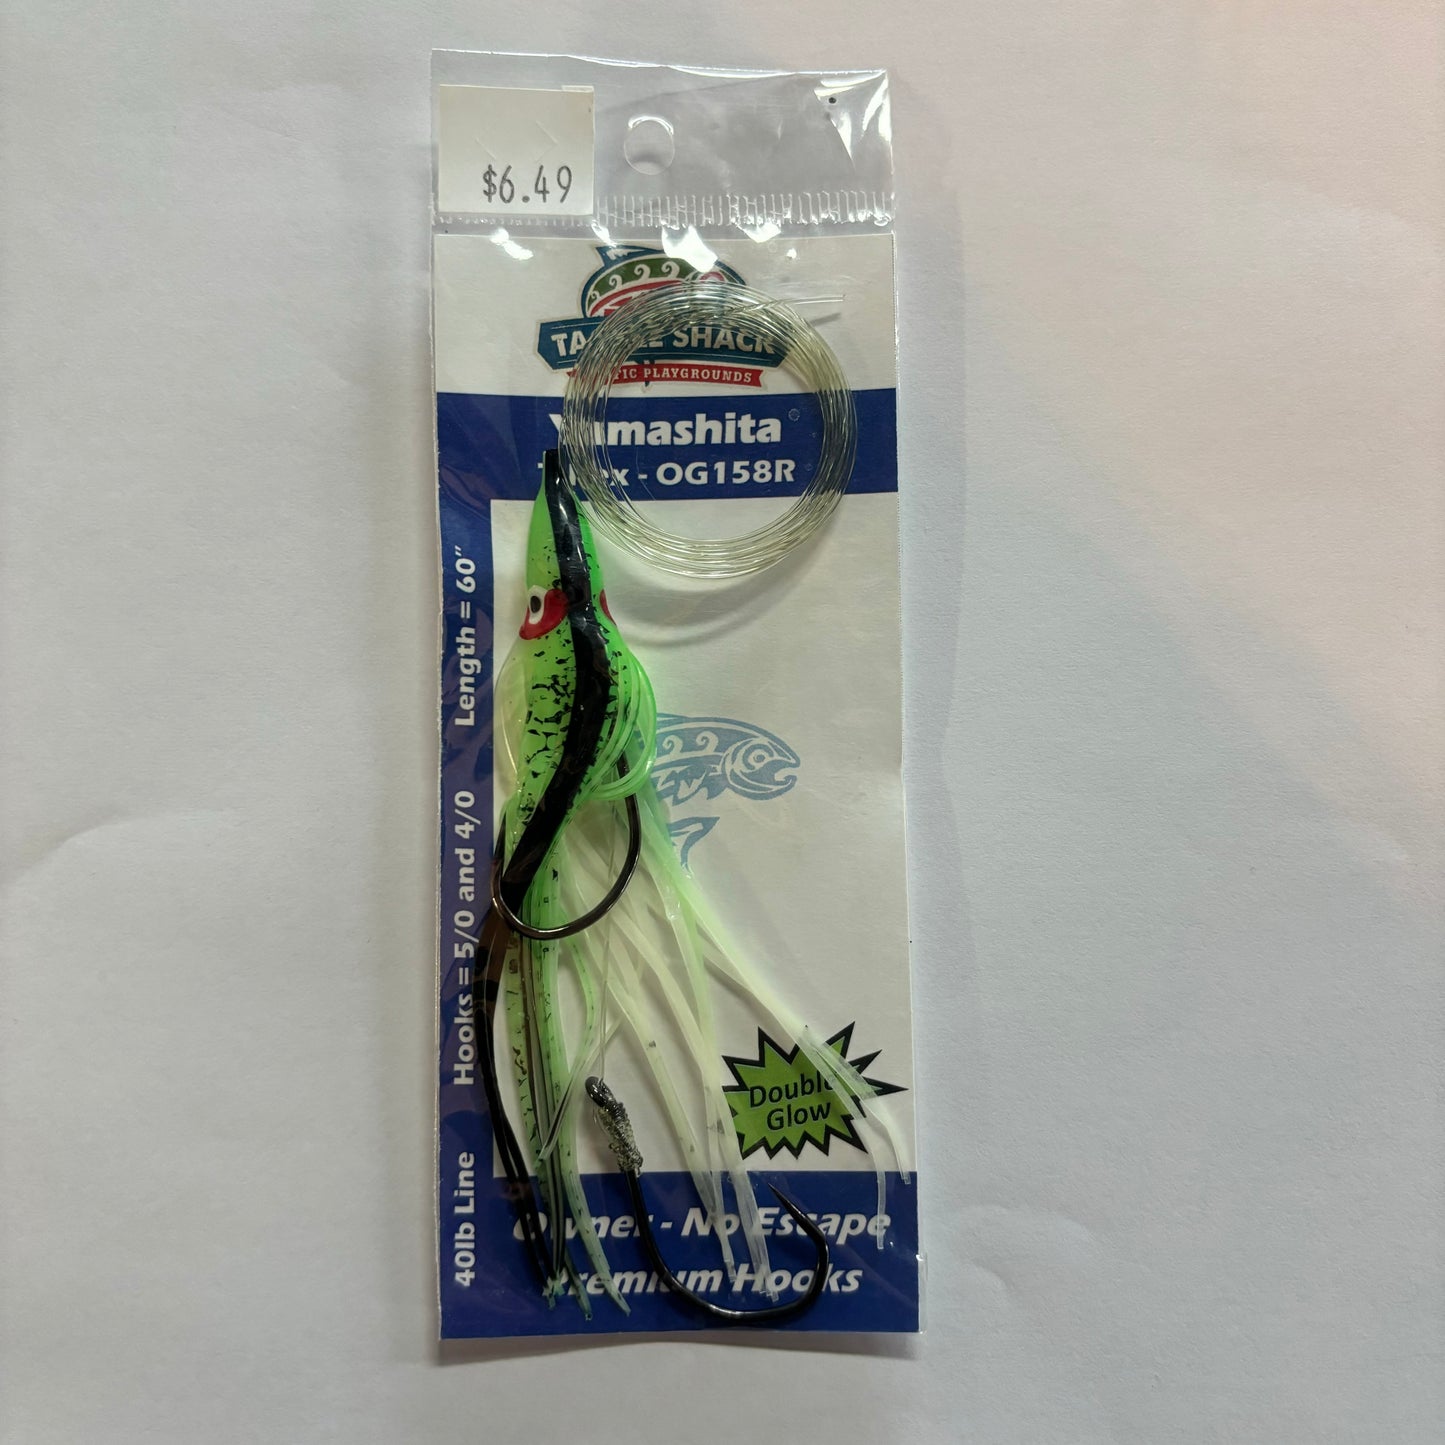 $6.49
SHACK
PLAYGROUNDS
Yamashita
- OG158R
Length = 60"
Hooks = 5/0 and 4/0
40lb Line
Double
Glow
Owner - No Escape
Premium Hooks